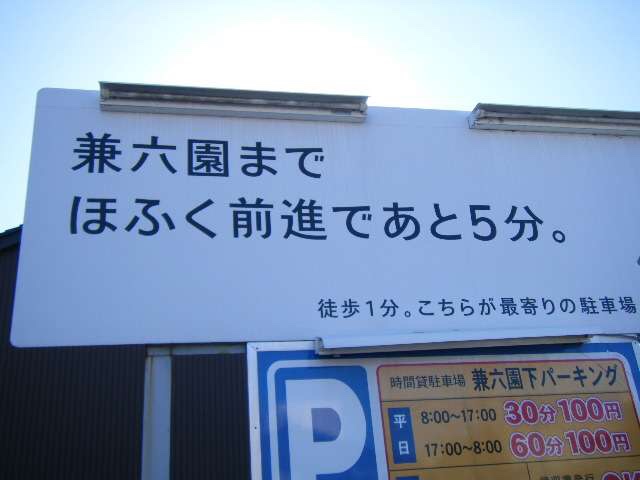 兼六園まで
ほふく前進であと5分。
徒歩1分。こちらが最寄りの駐車場
P
時間貸駐車場 兼六園下パーキング
平日
8:00~17:00 30分100円
17:00~8:00 60分100円